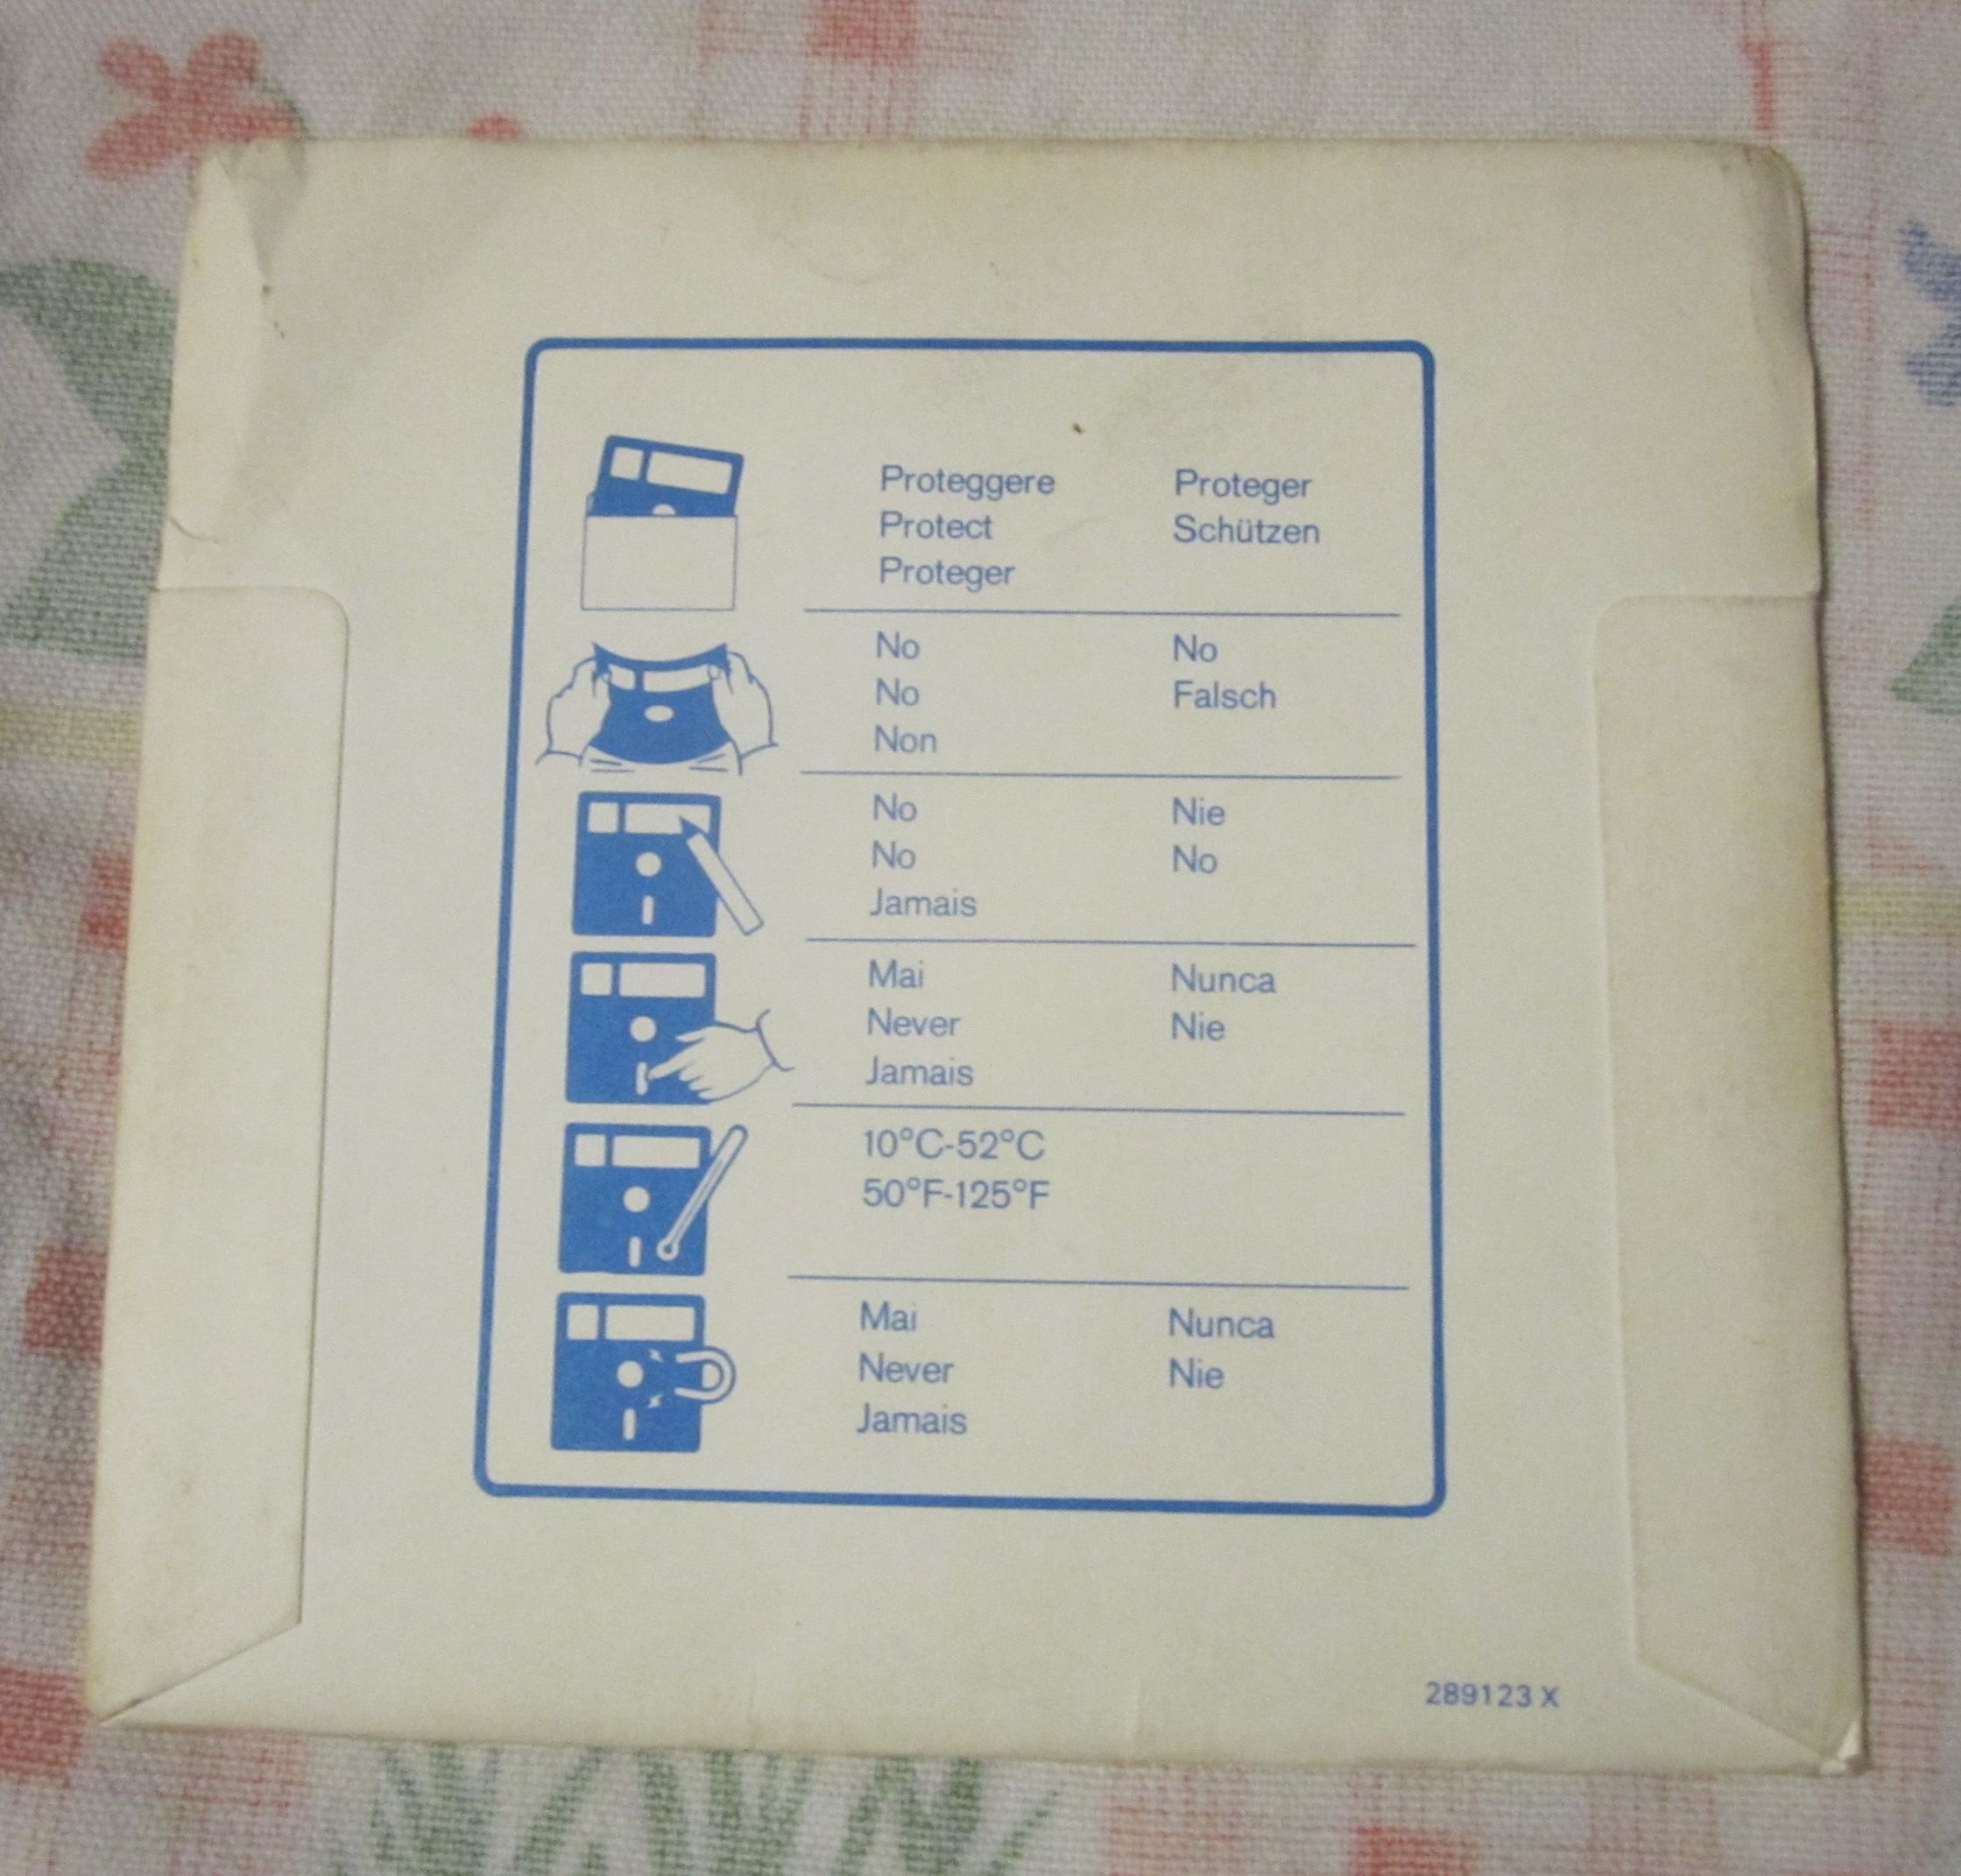 Proteggere
Protect
Proteger
Proteger
Schützen
No
No
Non
No
Falsch
No
No
Jamais
Nie
No
Mai
Never
Jamais
Nunca
Nie
10°C-52°C
50°F-125°F
Mai
Never
Jamais
Nunca
Nie
289123 X